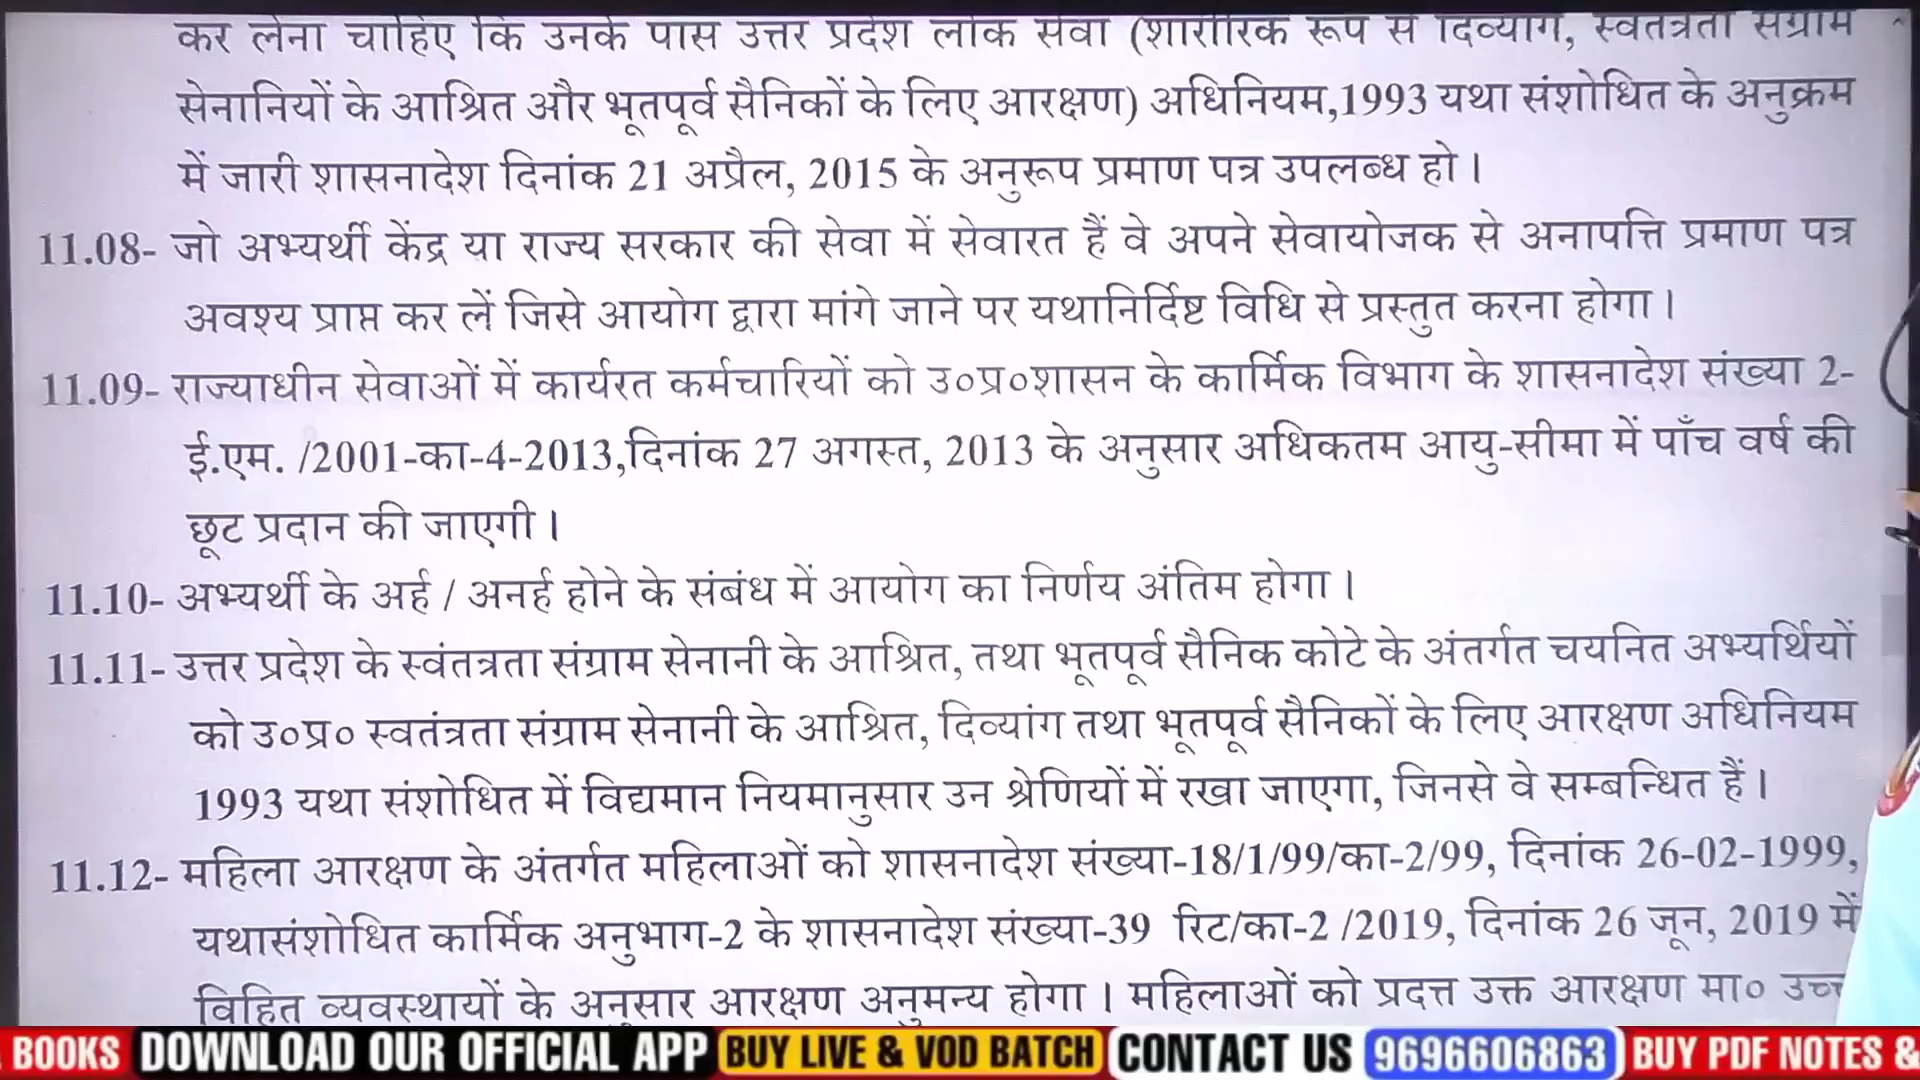 कर लेना चाहिए कि उनके पास उत्तर प्रदेश लोक सेवा (शारीरिक रूप से दिव्यांग, स्वतंत्रता संग्राम
सेनानियों के आश्रित और भूतपूर्व सैनिकों के लिए आरक्षण) अधिनियम,1993 यथा संशोधित के अनुक्रम
में जारी शासनादेश दिनांक 21 अप्रैल, 2015 के अनुरूप प्रमाण पत्र उपलब्ध हो।
11.08- जो अभ्यर्थी केंद्र या राज्य सरकार की सेवा में सेवारत हैं वे अपने सेवायोजक से अनापत्ति प्रमाण पत्र
अवश्य प्राप्त कर लें जिसे आयोग द्वारा मांगे जाने पर यथानिर्दिष्ट विधि से प्रस्तुत करना होगा।
11.09- राज्याधीन सेवाओं में कार्यरत कर्मचारियों को उ०प्र०शासन के कार्मिक विभाग के शासनादेश संख्या 2-
ई.एम. /2001-का-4-2013,दिनांक 27 अगस्त, 2013 के अनुसार अधिकतम आयु-सीमा में पाँच वर्ष की
छूट प्रदान की जाएगी।
11.10- अभ्यर्थी के अर्ह / अनर्ह होने के संबंध में आयोग का निर्णय अंतिम होगा।
11.11- उत्तर प्रदेश के स्वंतत्रता संग्राम सेनानी के आश्रित, तथा भूतपूर्व सैनिक कोटे के अंतर्गत चयनित अभ्यर्थियों
को उ०प्र० स्वतंत्रता संग्राम सेनानी के आश्रित, दिव्यांग तथा भूतपूर्व सैनिकों के लिए आरक्षण अधिनियम
1993 यथा संशोधित में विद्यमान नियमानुसार उन श्रेणियों में रखा जाएगा, जिनसे वे सम्बन्धित हैं।
11.12- महिला आरक्षण के अंतर्गत महिलाओं को शासनादेश संख्या-18/1/99/का-2/99, दिनांक 26-02-1999,
यथासंशोधित कार्मिक अनुभाग-2 के शासनादेश संख्या-39 रिट/का-2 /2019, दिनांक 26 जून, 2019 में
विहित व्यवस्थायों के अनुसार आरक्षण अनुमन्य होगा। महिलाओं को प्रदत्त उक्त आरक्षण मा०
BOOKS DOWNLOAD OUR OFFICIAL APP BUY LIVE & VOD BATCH CONTACT US 9696606863 BUY PDF NOTES &